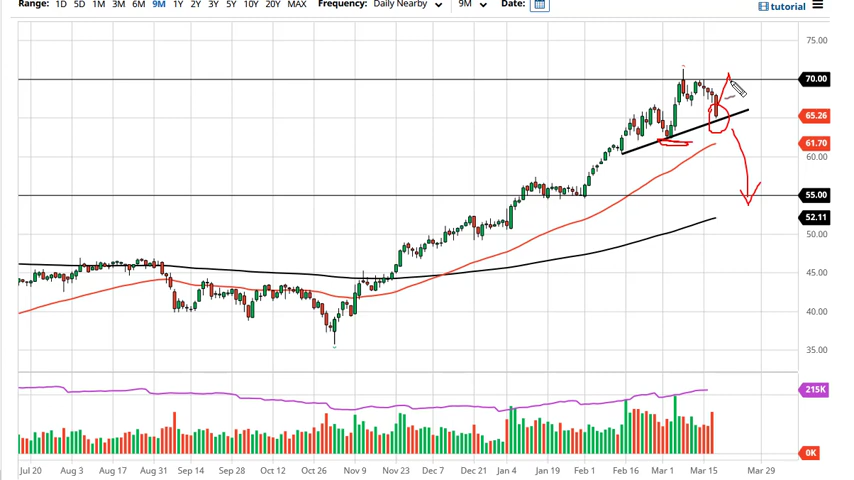 Range: 1D 5D 1M 3M 6M 9M 1Y 2Y 3Y 5Y 10Y 20Y MAX Frequency: Daily Nearby 9M Date: tutorial
75.00
70.00
65.26
61.70
60.00
55.00
52.11
50.00
45.00
40.00
35.00
215K
0K
Jul 20 Aug 3 Aug 17 Aug 31 Sep 14 Sep 28 Oct 12 Oct 26 Nov 9 Nov 23 Dec 7 Dec 21 Jan 4 Jan 19 Feb 1 Feb 16 Mar 1 Mar 15 Mar 29